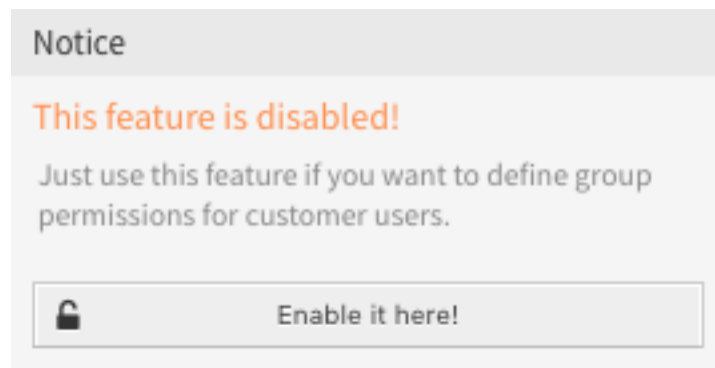 Notice
This feature is disabled!
Just use this feature if you want to define group
permissions for customer users.
Enable it here!